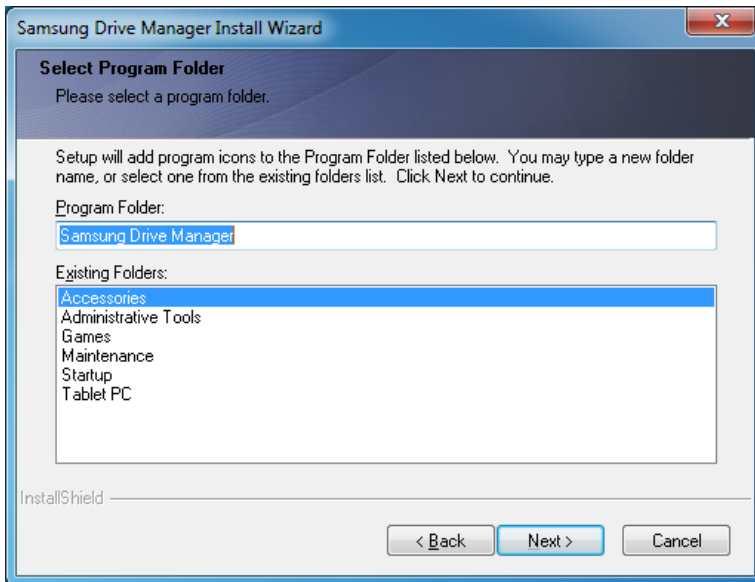 Samsung Drive Manager Install Wizard
Select Program Folder
Please select a program folder.
Setup will add program icons to the Program Folder listed below.  You may type a new folder
name, or select one from the existing folders list.  Click Next to continue.
Program Folder:
Samsung Drive Manager
Existing Folders:
Accessories
Administrative Tools
Games
Maintenance
Startup
Tablet PC
InstallShield
< Back
Next >
Cancel